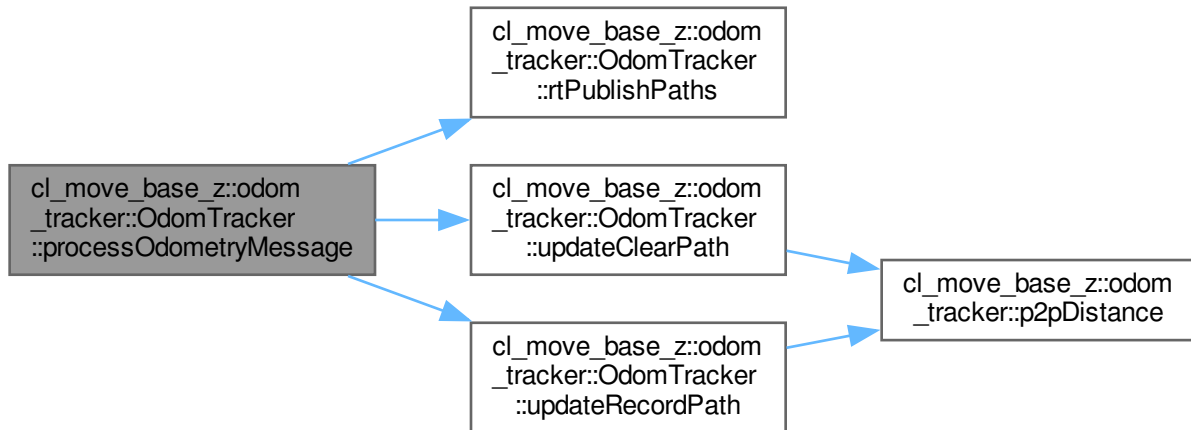 cl_move_base_z::odom
_tracker::OdomTracker
::processOdometryMessage
cl_move_base_z::odom
_tracker::OdomTracker
::rtPublishPaths
cl_move_base_z::odom
_tracker::OdomTracker
::updateClearPath
cl_move_base_z::odom
_tracker::OdomTracker
::updateRecordPath
cl_move_base_z::odom
_tracker::p2pDistance